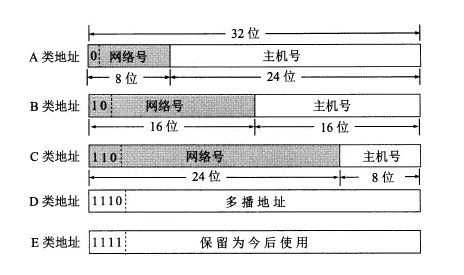 32 位
A 类地址 0 网络号 主机号
8 位 24 位
B 类地址 10 网络号 主机号
16 位 16 位
C 类地址 110 网络号 主机号
24 位 8 位
D 类地址 1110 多播地址
E 类地址 1111 保留为今后使用